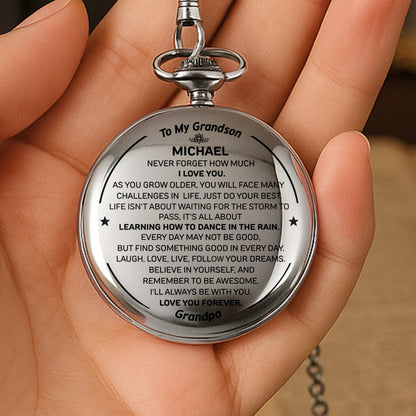 To My Grandson
MICHAEL
NEVER FORGET HOW MUCH
I LOVE YOU.
AS YOU GROW OLDER, YOU WILL FACE MANY
CHALLENGES IN LIFE, JUST DO YOUR BEST.
LIFE ISN'T ABOUT WAITING FOR THE STORM TO
PASS, IT'S ALL ABOUT
LEARNING HOW TO DANCE IN THE RAIN.
EVERY DAY MAY NOT BE GOOD,
BUT FIND SOMETHING GOOD IN EVERY DAY.
LAUGH, LOVE, LIVE, FOLLOW YOUR DREAMS.
BELIEVE IN YOURSELF, AND
REMEMBER TO BE AWESOME.
I'LL ALWAYS BE WITH YOU.
LOVE YOU FOREVER,
Grandpa